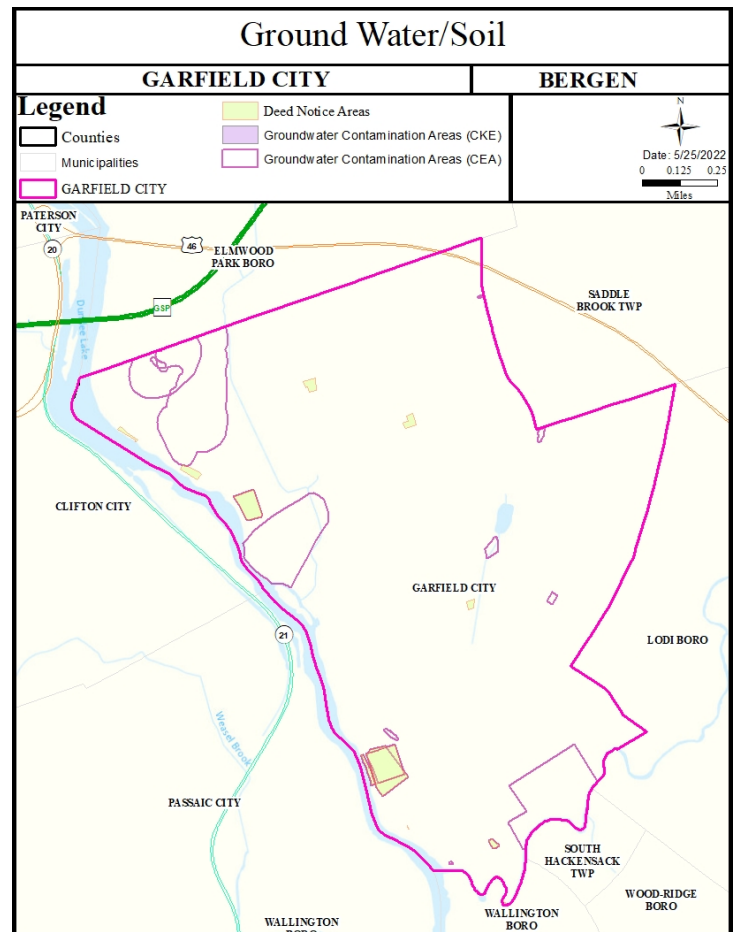 Ground Water/Soil
GARFIELD CITY
BERGEN
Legend
Counties
Municipalities
GARFIELD CITY
Deed Notice Areas
Groundwater Contamination Areas (CKE)
Groundwater Contamination Areas (CEA)
N
Date: 5/25/2022
0 0.125 0.25
Miles
PATERSON
CITY
20
46
ELMWOOD
PARK BORO
GSP
SADDLE
BROOK TWP
Dundee Lake
CLIFTON CITY
GARFIELD CITY
21
LODI BORO
Weasel Brook
PASSAIC CITY
SOUTH
HACKENSACK
TWP
WOOD-RIDGE
BORO
WALLINGTON
BORO
WALLINGTON
BORO